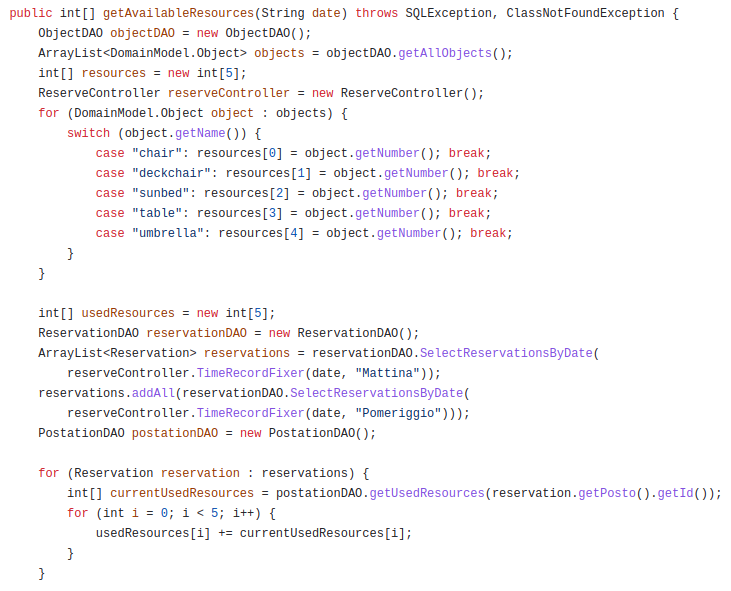 public int[] getAvailableResources(String date) throws SQLException, ClassNotFoundException {
    ObjectDAO objectDAO = new ObjectDAO();
    ArrayList<DomainModel.Object> objects = objectDAO.getAllObjects();
    int[] resources = new int[5];
    ReserveController reserveController = new ReserveController();
    for (DomainModel.Object object : objects) {
        switch (object.getName()) {
            case "chair": resources[0] = object.getNumber(); break;
            case "deckchair": resources[1] = object.getNumber(); break;
            case "sunbed": resources[2] = object.getNumber(); break;
            case "table": resources[3] = object.getNumber(); break;
            case "umbrella": resources[4] = object.getNumber(); break;
        }
    }

    int[] usedResources = new int[5];
    ReservationDAO reservationDAO = new ReservationDAO();
    ArrayList<Reservation> reservations = reservationDAO.SelectReservationsByDate(
        reserveController.TimeRecordFixer(date, "Mattina"));
    reservations.addAll(reservationDAO.SelectReservationsByDate(
        reserveController.TimeRecordFixer(date, "Pomeriggio")));
    PostationDAO postationDAO = new PostationDAO();

    for (Reservation reservation : reservations) {
        int[] currentUsedResources = postationDAO.getUsedResources(reservation.getPosto().getId());
        for (int i = 0; i < 5; i++) {
            usedResources[i] += currentUsedResources[i];
        }
    }